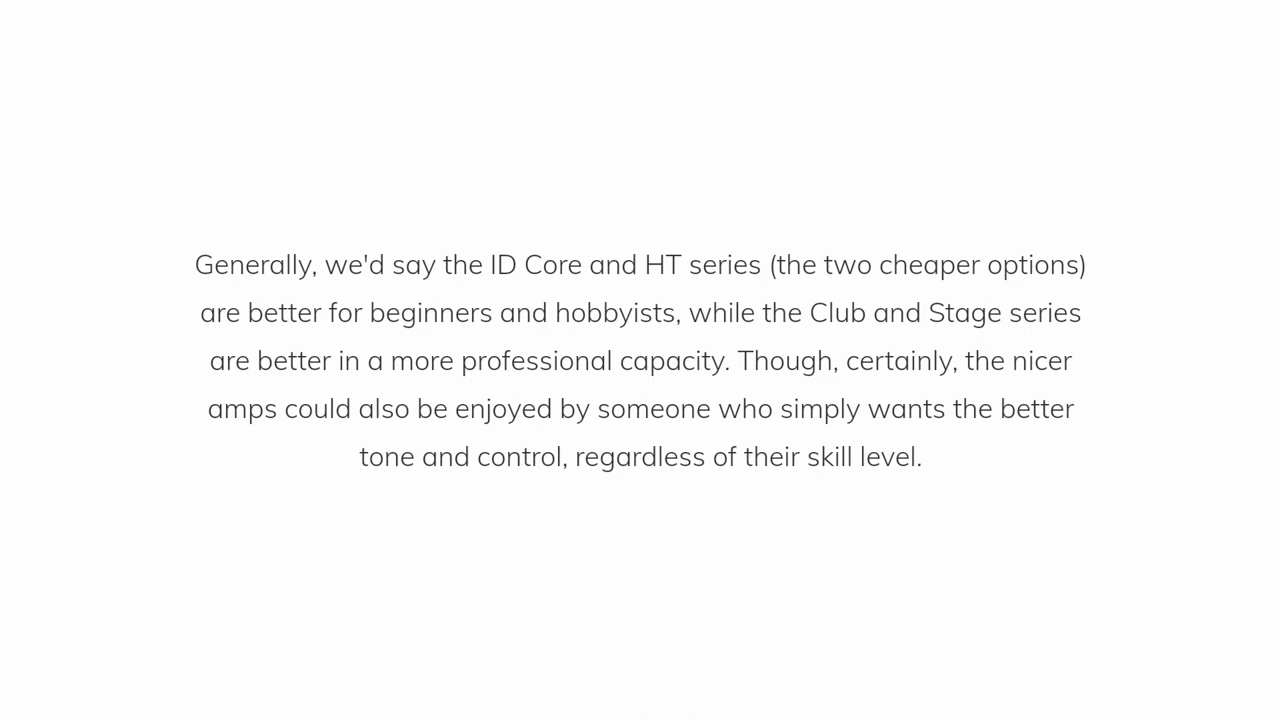 Generally, we'd say the ID Core and HT series (the two cheaper options)
are better for beginners and hobbyists, while the Club and Stage series
are better in a more professional capacity. Though, certainly, the nicer
amps could also be enjoyed by someone who simply wants the better
tone and control, regardless of their skill level.